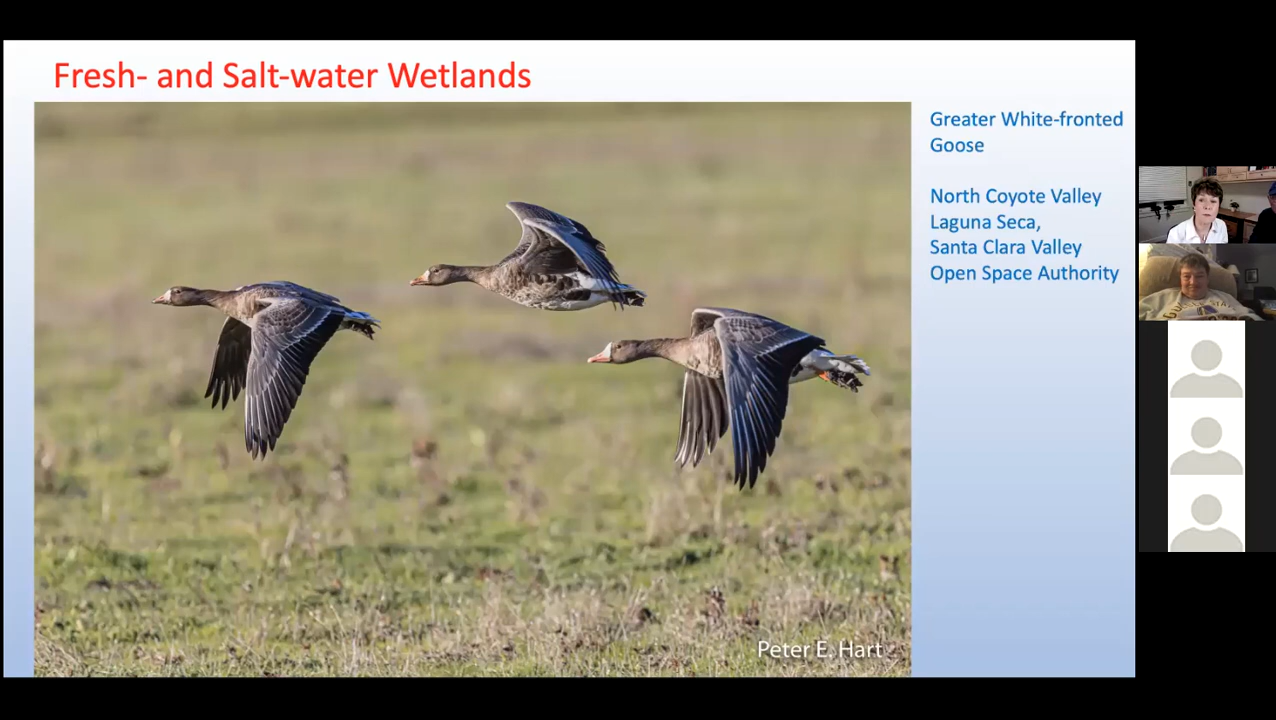 Fresh- and Salt-water Wetlands
Greater White-fronted
Goose
North Coyote Valley
Laguna Seca,
Santa Clara Valley
Open Space Authority
Peter E. Hart